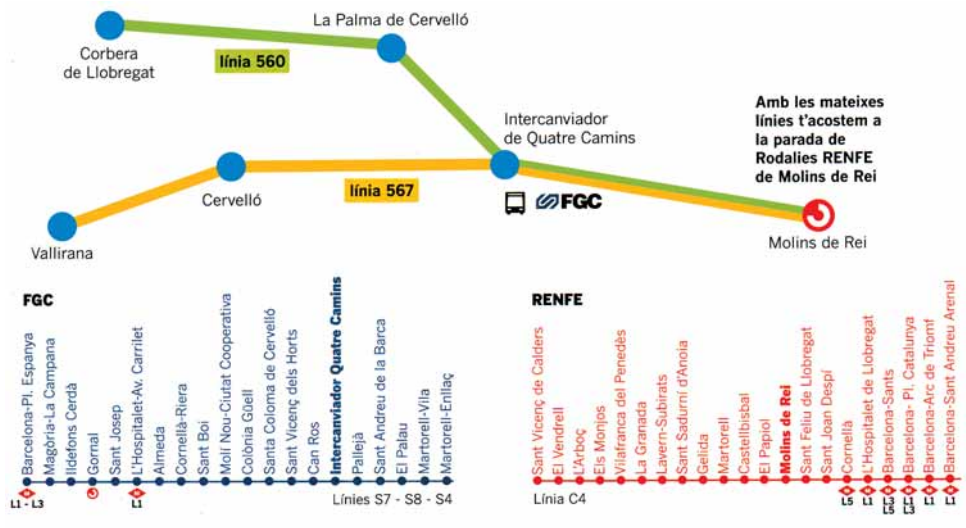 La Palma de Cervelló
Corbera
de Llobregat
línia 560
Intercanviador
de Quatre Camins
Amb les mateixes
línies t'acostem a
la parada de
Rodalies RENFE
de Molins de Rei
Cervelló
línia 567
FGC
Vallirana
Molins de Rei
FGC
Barcelona-Pl. Espanya
Magòria-La Campana
Ildefons Cerdà
Gornal
Sant Josep
L'Hospitalet-Av. Carrilet
Almeda
Cornellà-Riera
Sant Boi
Molí Nou-Ciutat Cooperativa
Colònia Güell
Santa Coloma de Cervelló
Sant Vicenç dels Horts
Can Ros
Intercanviador Quatre Camins
Pallejà
Sant Andreu de la Barca
El Palau
Martorell-Vila
Martorell-Enllaç
L1 - L3
L1
Línies S7 - S8 - S4
RENFE
Sant Vicenç de Calders
El Vendrell
L'Arboç
Els Monjos
Vilafranca del Penedès
La Granada
Lavern-Subirats
Sant Sadurní d'Anoia
Gelida
Martorell
Castellbisbal
El Papiol
Molins de Rei
Sant Feliu de Llobregat
Sant Joan Despí
Cornellà
L'Hospitalet de Llobregat
Barcelona-Sants
Barcelona- Pl. Catalunya
Barcelona-Arc de Triomf
Barcelona-Sant Andreu Arenal
Línia C4
L5
L1
L3
L5
L1
L3
L1
L1